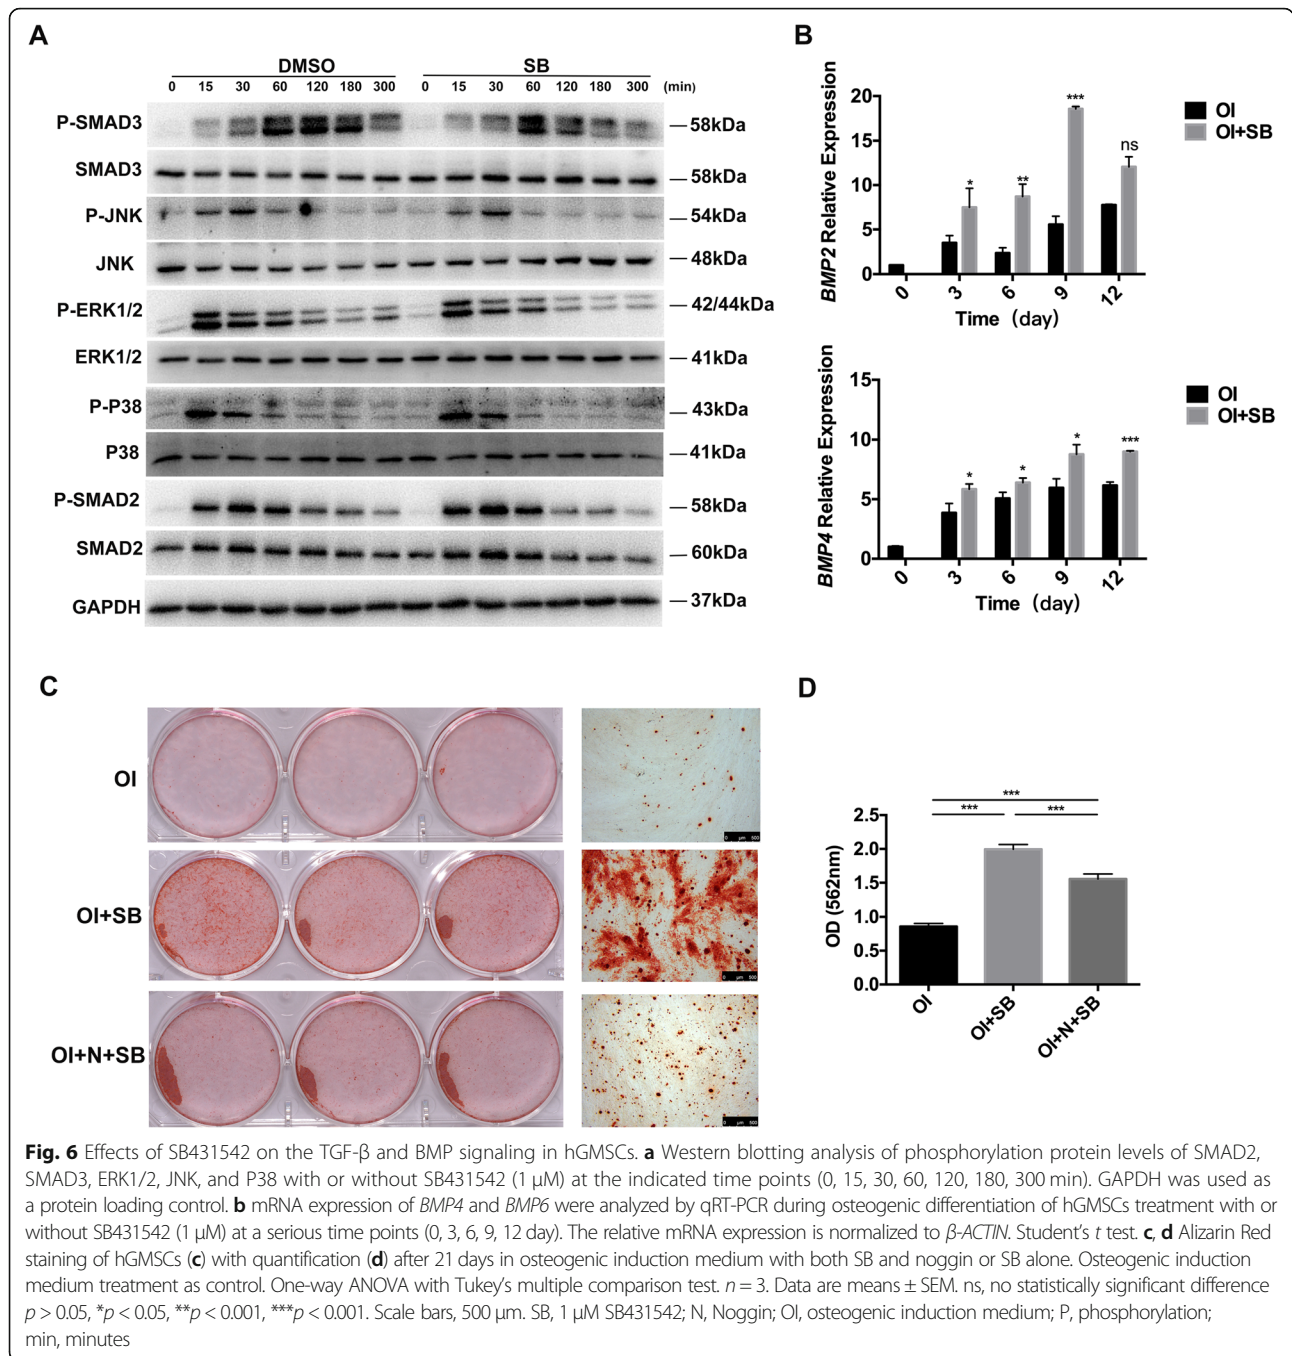 A
DMSO SB
0 15 30 60 120 180 300 0 15 30 60 120 180 300 (min)
P-SMAD3 58kDa
SMAD3 58kDa
P-JNK 54kDa
JNK 48kDa
P-ERK1/2 42/44kDa
ERK1/2 41kDa
P-P38 43kDa
P38 41kDa
P-SMAD2 58kDa
SMAD2 60kDa
GAPDH 37kDa
B
BMP2 Relative Expression
20
15
10
5
0
* ** *** ns
0 3 6 9 12
Time (day)
OI
OI+SB
BMP4 Relative Expression
15
10
5
0
* * * ***
0 3 6 9 12
Time (day)
OI
OI+SB
C
OI
0 µm 500
OI+SB
0 µm 500
OI+N+SB
0 µm 500
D
OD (562nm)
2.5
2.0
1.5
1.0
0.5
0.0
***
*** ***
OI OI+SB OI+N+SB
Fig. 6 Effects of SB431542 on the TGF-β and BMP signaling in hGMSCs. a Western blotting analysis of phosphorylation protein levels of SMAD2,
SMAD3, ERK1/2, JNK, and P38 with or without SB431542 (1 μM) at the indicated time points (0, 15, 30, 60, 120, 180, 300 min). GAPDH was used as
a protein loading control. b mRNA expression of BMP4 and BMP6 were analyzed by qRT-PCR during osteogenic differentiation of hGMSCs treatment with or
without SB431542 (1 μM) at a serious time points (0, 3, 6, 9, 12 day). The relative mRNA expression is normalized to β-ACTIN. Student's t test. c, d Alizarin Red
staining of hGMSCs (c) with quantification (d) after 21 days in osteogenic induction medium with both SB and noggin or SB alone. Osteogenic induction
medium treatment as control. One-way ANOVA with Tukey's multiple comparison test. n = 3. Data are means ± SEM. ns, no statistically significant difference
p > 0.05, *p < 0.05, **p < 0.001, ***p < 0.001. Scale bars, 500 μm. SB, 1 μM SB431542; N, Noggin; OI, osteogenic induction medium; P, phosphorylation;
min, minutes